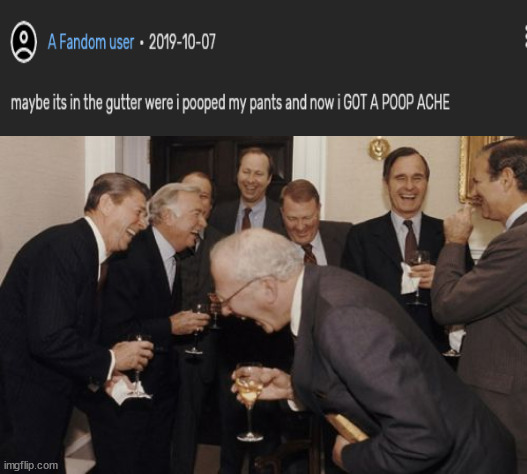 A Fandom user • 2019-10-07
maybe its in the gutter were i pooped my pants and now i GOT A POOP ACHE
imgflip.com